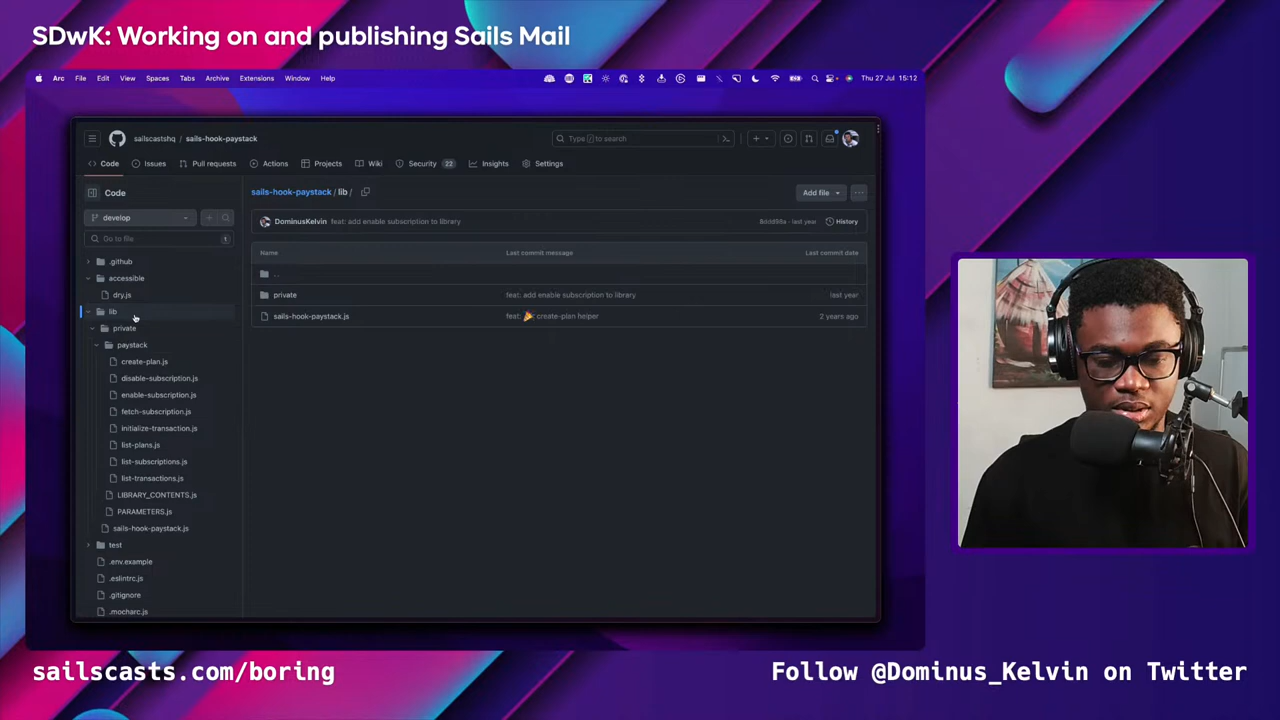 SDwK: Working on and publishing Sails Mail
Arc File Edit View Spaces Tabs Archive Extensions Window Help Thu 27 Jul 15:12
sailscastshq / sails-hook-paystack Type / to search
Code Issues Pull requests Actions Projects Wiki Security 22 Insights Settings
Code
sails-hook-paystack / lib / Add file
develop
DominusKelvin feat: add enable subscription to library last year History
Go to file
Name Last commit message Last commit date
.github
..
accessible
dry.js
private feat: add enable subscription to library last year
lib
sails-hook-paystack.js feat: 🎉 create-plan helper 2 years ago
private
paystack
create-plan.js
disable-subscription.js
enable-subscription.js
fetch-subscription.js
initialize-transaction.js
list-plans.js
list-subscriptions.js
list-transactions.js
LIBRARY_CONTENTS.js
PARAMETERS.js
sails-hook-paystack.js
test
.env.example
.eslintrc.js
.gitignore
.mocharc.js
sailscasts.com/boring
Follow @Dominus_Kelvin on Twitter